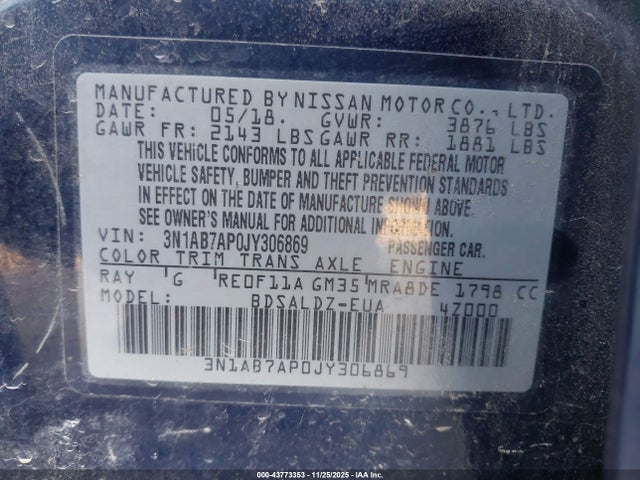 MANUFACTURED BY NISSAN MOTOR CO., LTD.
DATE: 05/18. GVWR: 3876 LBS
GAWR FR: 2143 LBS GAWR RR: 1881 LBS
THIS VEHICLE CONFORMS TO ALL APPLICABLE FEDERAL MOTOR
VEHICLE SAFETY, BUMPER AND THEFT PREVENTION STANDARDS
IN EFFECT ON THE DATE OF MANUFACTURE SHOWN ABOVE.
SEE OWNER'S MANUAL FOR ADDITIONAL INFORMATION.
VIN: 3N1AB7AP0JY306869 PASSENGER CAR.
COLOR TRIM TRANS AXLE ENGINE
RAY G RE0F11A GM35 MRA8DE 1798 CC
MODEL: BDSALDZ-EUA 4Z000
3N1AB7AP0JY306869
000-43773353 11/25/2025 IAAI.COM